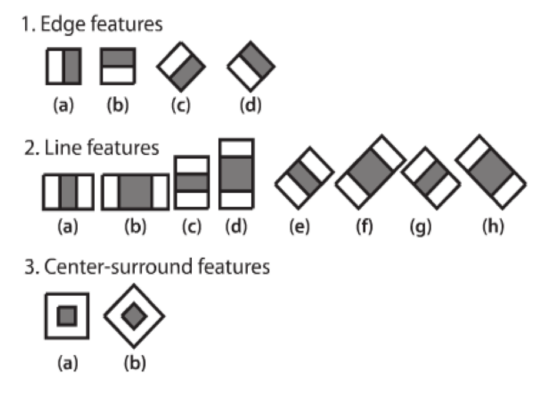 1. Edge features
(a) (b) (c) (d)
2. Line features
(a) (b) (c) (d) (e) (f) (g) (h)
3. Center-surround features
(a) (b)